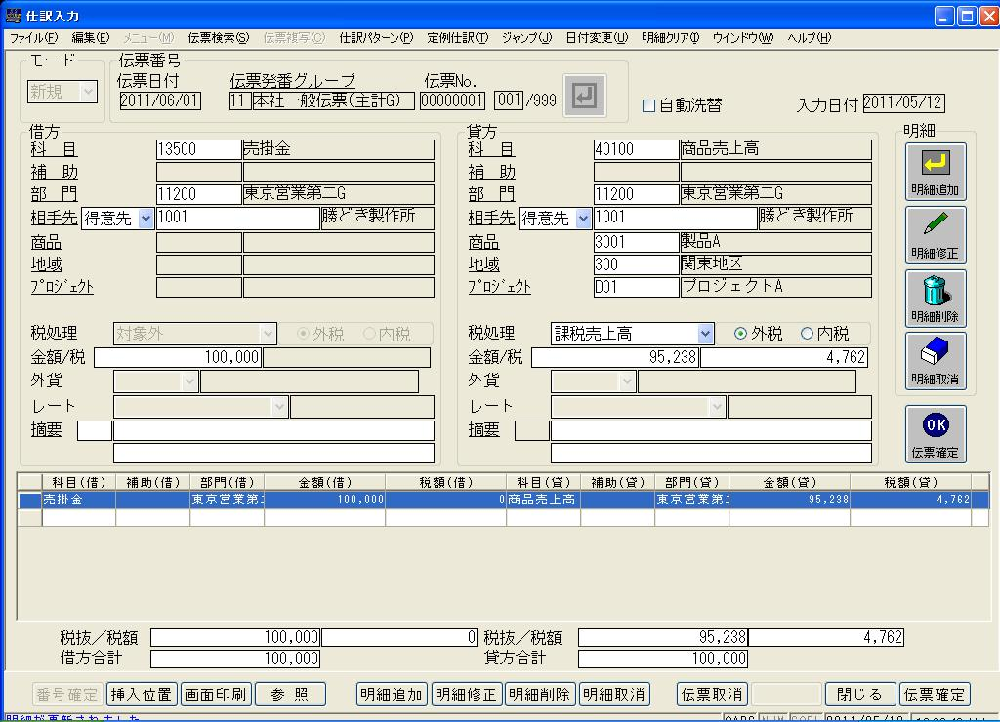 仕訳入力
ファイル(F) 編集(E) メニュー(M) 伝票検索(S) 伝票複写(C) 仕訳パターン(P) 定例仕訳(T) ジャンプ(J) 日付変更(U) 明細クリア(I) ウインドウ(W) ヘルプ(H)
モード
新規
伝票番号
伝票日付 伝票発番グループ 伝票No.
2011/06/01 11 本社一般伝票(主計G) 00000001 001 /999
自動洗替 入力日付 2011/05/12
借方
科 目 13500 売掛金
補 助
部 門 11200 東京営業第二G
相手先 得意先 1001 勝どき製作所
商品
地域
プロジェクト
税処理 対象外 外税 内税
金額/税 100,000
外貨
レート
摘要
貸方
科 目 40100 商品売上高
補 助
部 門 11200 東京営業第二G
相手先 得意先 1001 勝どき製作所
商品 3001 製品A
地域 300 関東地区
プロジェクト D01 プロジェクトA
税処理 課税売上高 外税 内税
金額/税 95,238 4,762
外貨
レート
摘要
明細
明細追加
明細修正
明細削除
明細取消
OK
伝票確定
科目(借) 補助(借) 部門(借) 金額(借) 税額(借) 科目(貸) 補助(貸) 部門(貸) 金額(貸) 税額(貸)
売掛金 東京営業第 100,000 0 商品売上高 東京営業第 95,238 4,762
税抜/税額 100,000 0 税抜/税額 95,238 4,762
借方合計 100,000 貸方合計 100,000
番号確定 挿入位置 画面印刷 参 照 明細追加 明細修正 明細削除 明細取消 伝票取消 閉じる 伝票確定
明細が更新されました